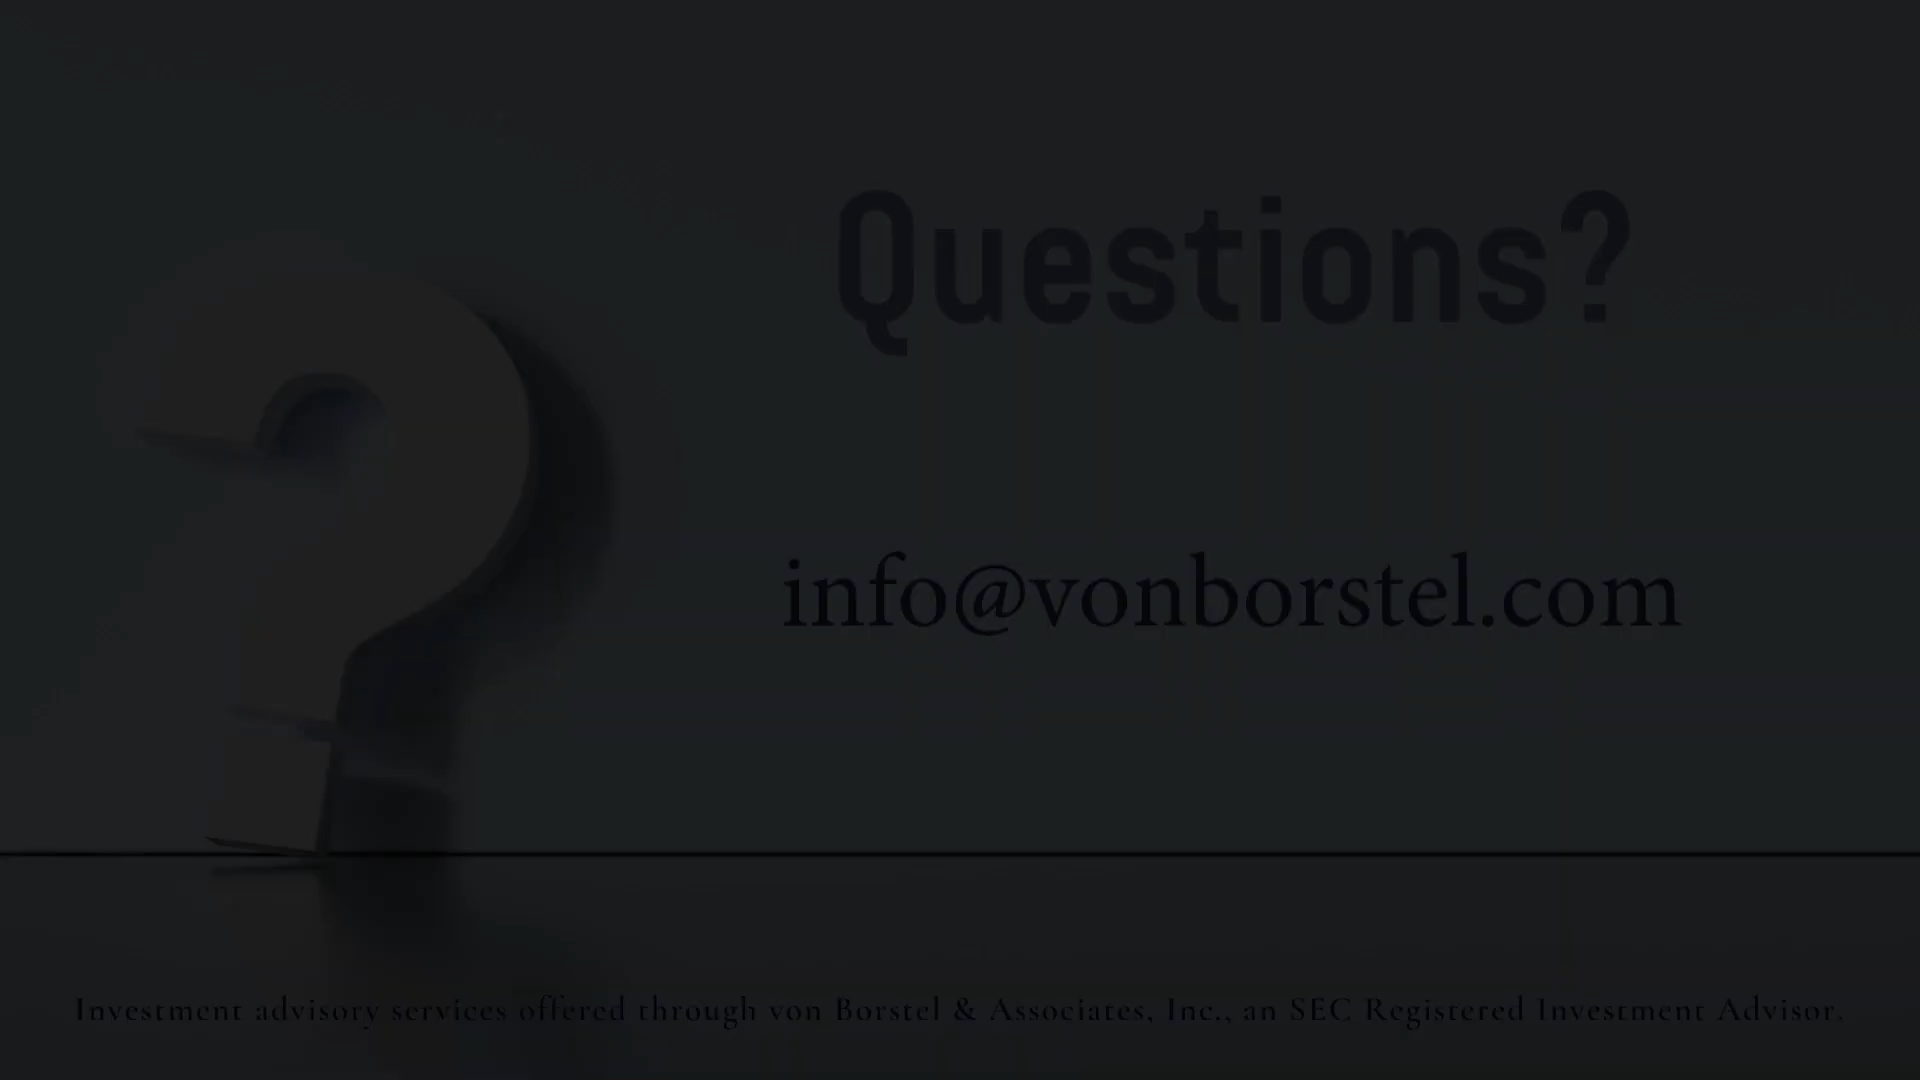 Questions?
info@vonborstel.com
Investment advisory services offered through von Borstel & Associates, Inc., an SEC Registered Investment Advisor.